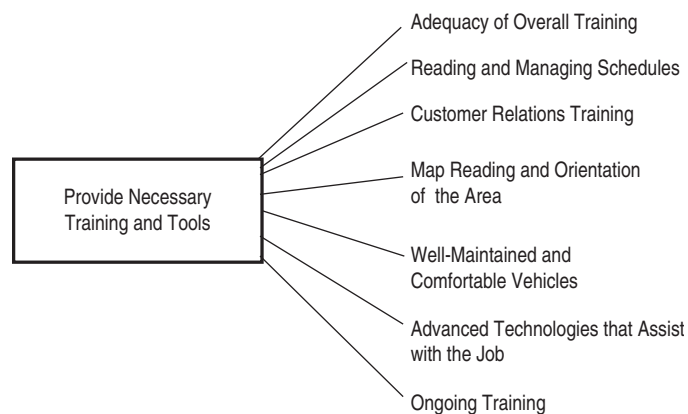 Adequacy of Overall Training
Reading and Managing Schedules
Customer Relations Training
Provide Necessary
Training and Tools
Map Reading and Orientation
of the Area
Well-Maintained and
Comfortable Vehicles
Advanced Technologies that Assist
with the Job
Ongoing Training